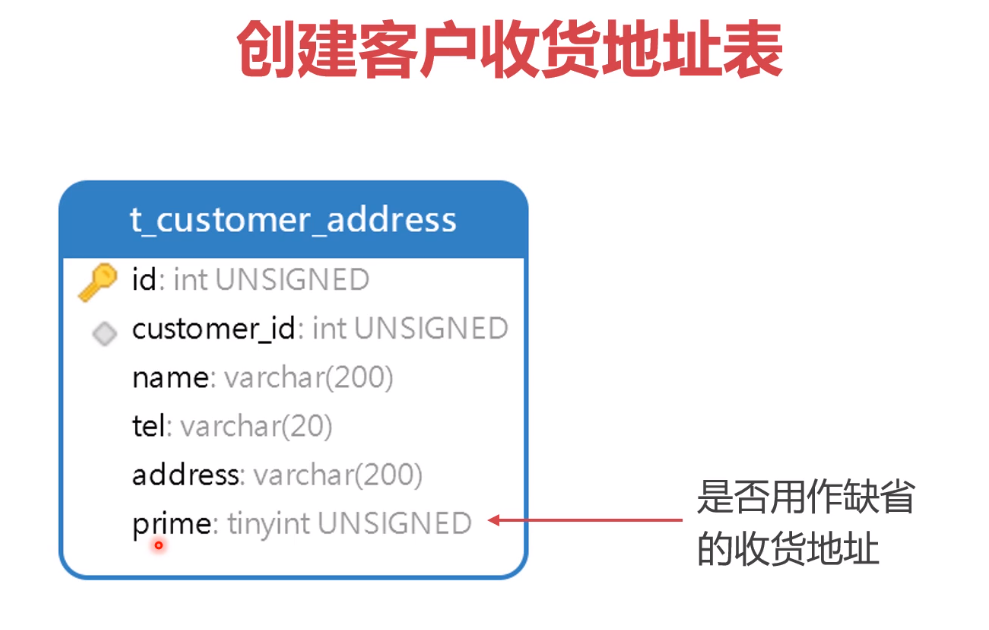 创建客户收货地址表
t_customer_address
id: int UNSIGNED
customer_id: int UNSIGNED
name: varchar(200)
tel: varchar(20)
address: varchar(200)
prime: tinyint UNSIGNED
是否用作缺省
的收货地址